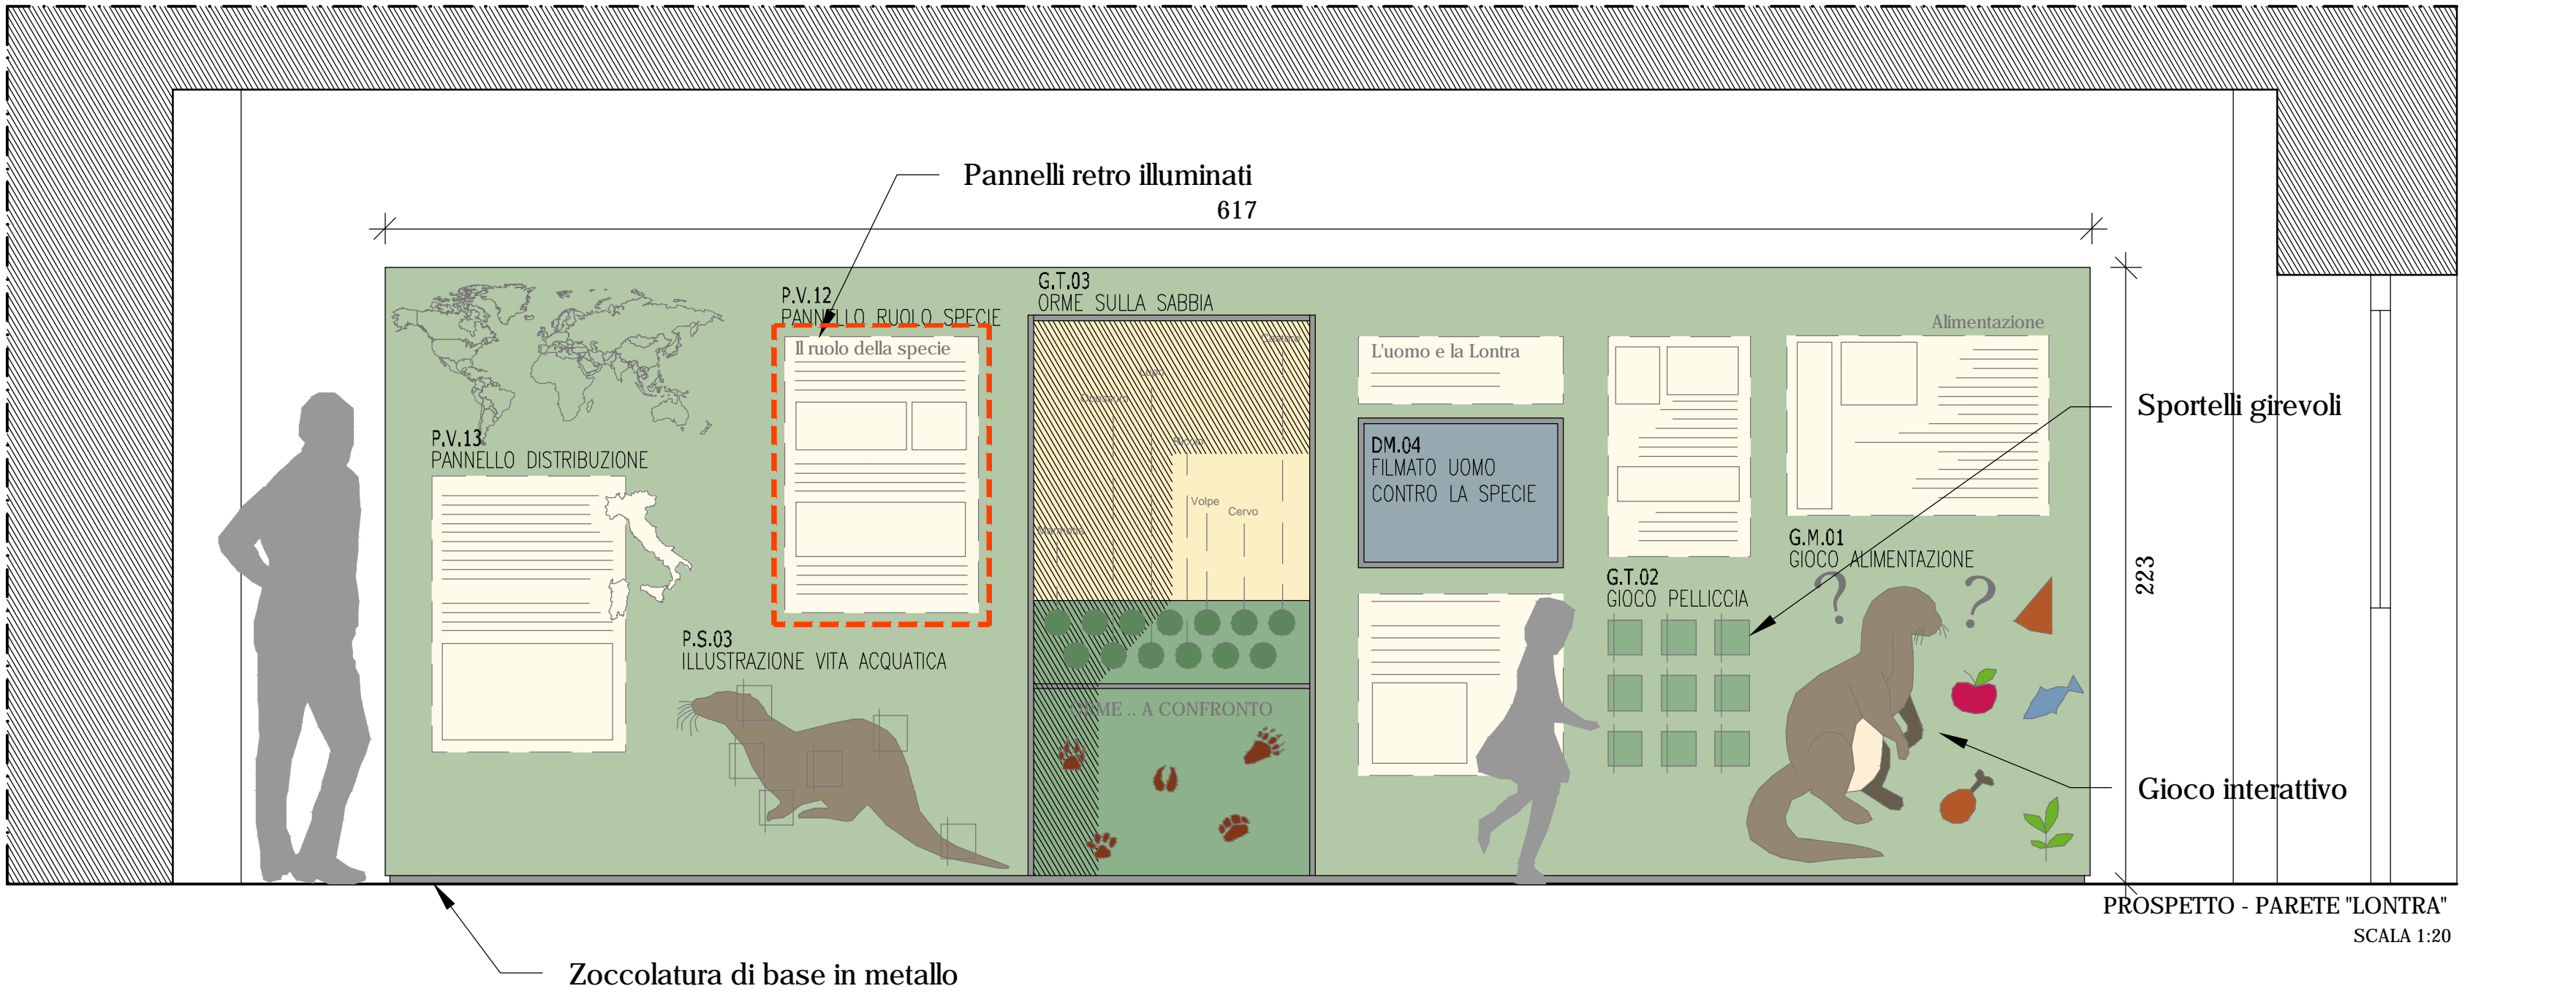 Pannelli retro illuminati
617
P.V.12
PANNELLO RUOLO SPECIE
Il ruolo della specie
G.T.03
ORME SULLA SABBIA
Volpe
Cervo
A CONFRONTO
P.V.13
PANNELLO DISTRIBUZIONE
P.S.03
ILLUSTRAZIONE VITA ACQUATICA
L'uomo e la Lontra
DM.04
FILMATO UOMO
CONTRO LA SPECIE
G.T.02
GIOCO PELLICCIA
Alimentazione
G.M.01
GIOCO ALIMENTAZIONE
? ?
Sportelli girevoli
223
Gioco interattivo
PROSPETTO - PARETE "LONTRA"
SCALA 1:20
Zoccolatura di base in metallo